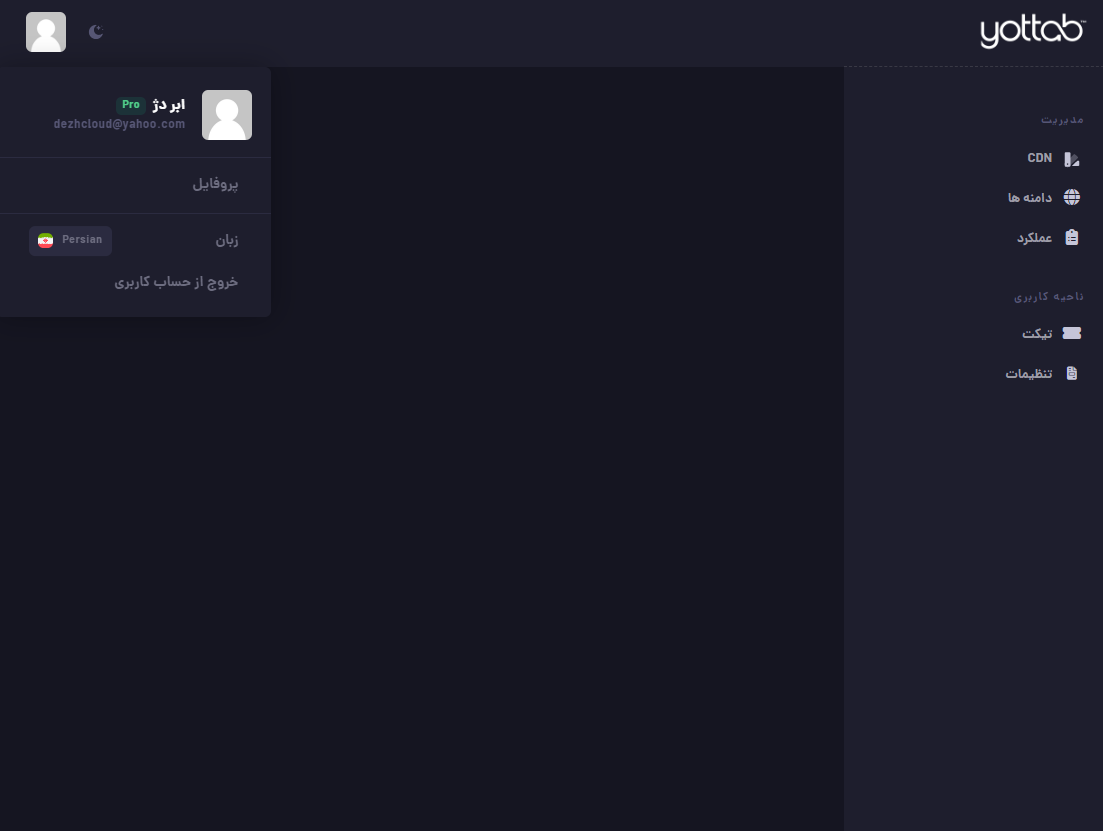 yottab™
مدیریت
CDN
دامنه ها
عملکرد
ناحیه کاربری
تیکت
تنظیمات
ابر دژ Pro
dezhcloud@yahoo.com
پروفایل
زبان Persian
خروج از حساب کاربری